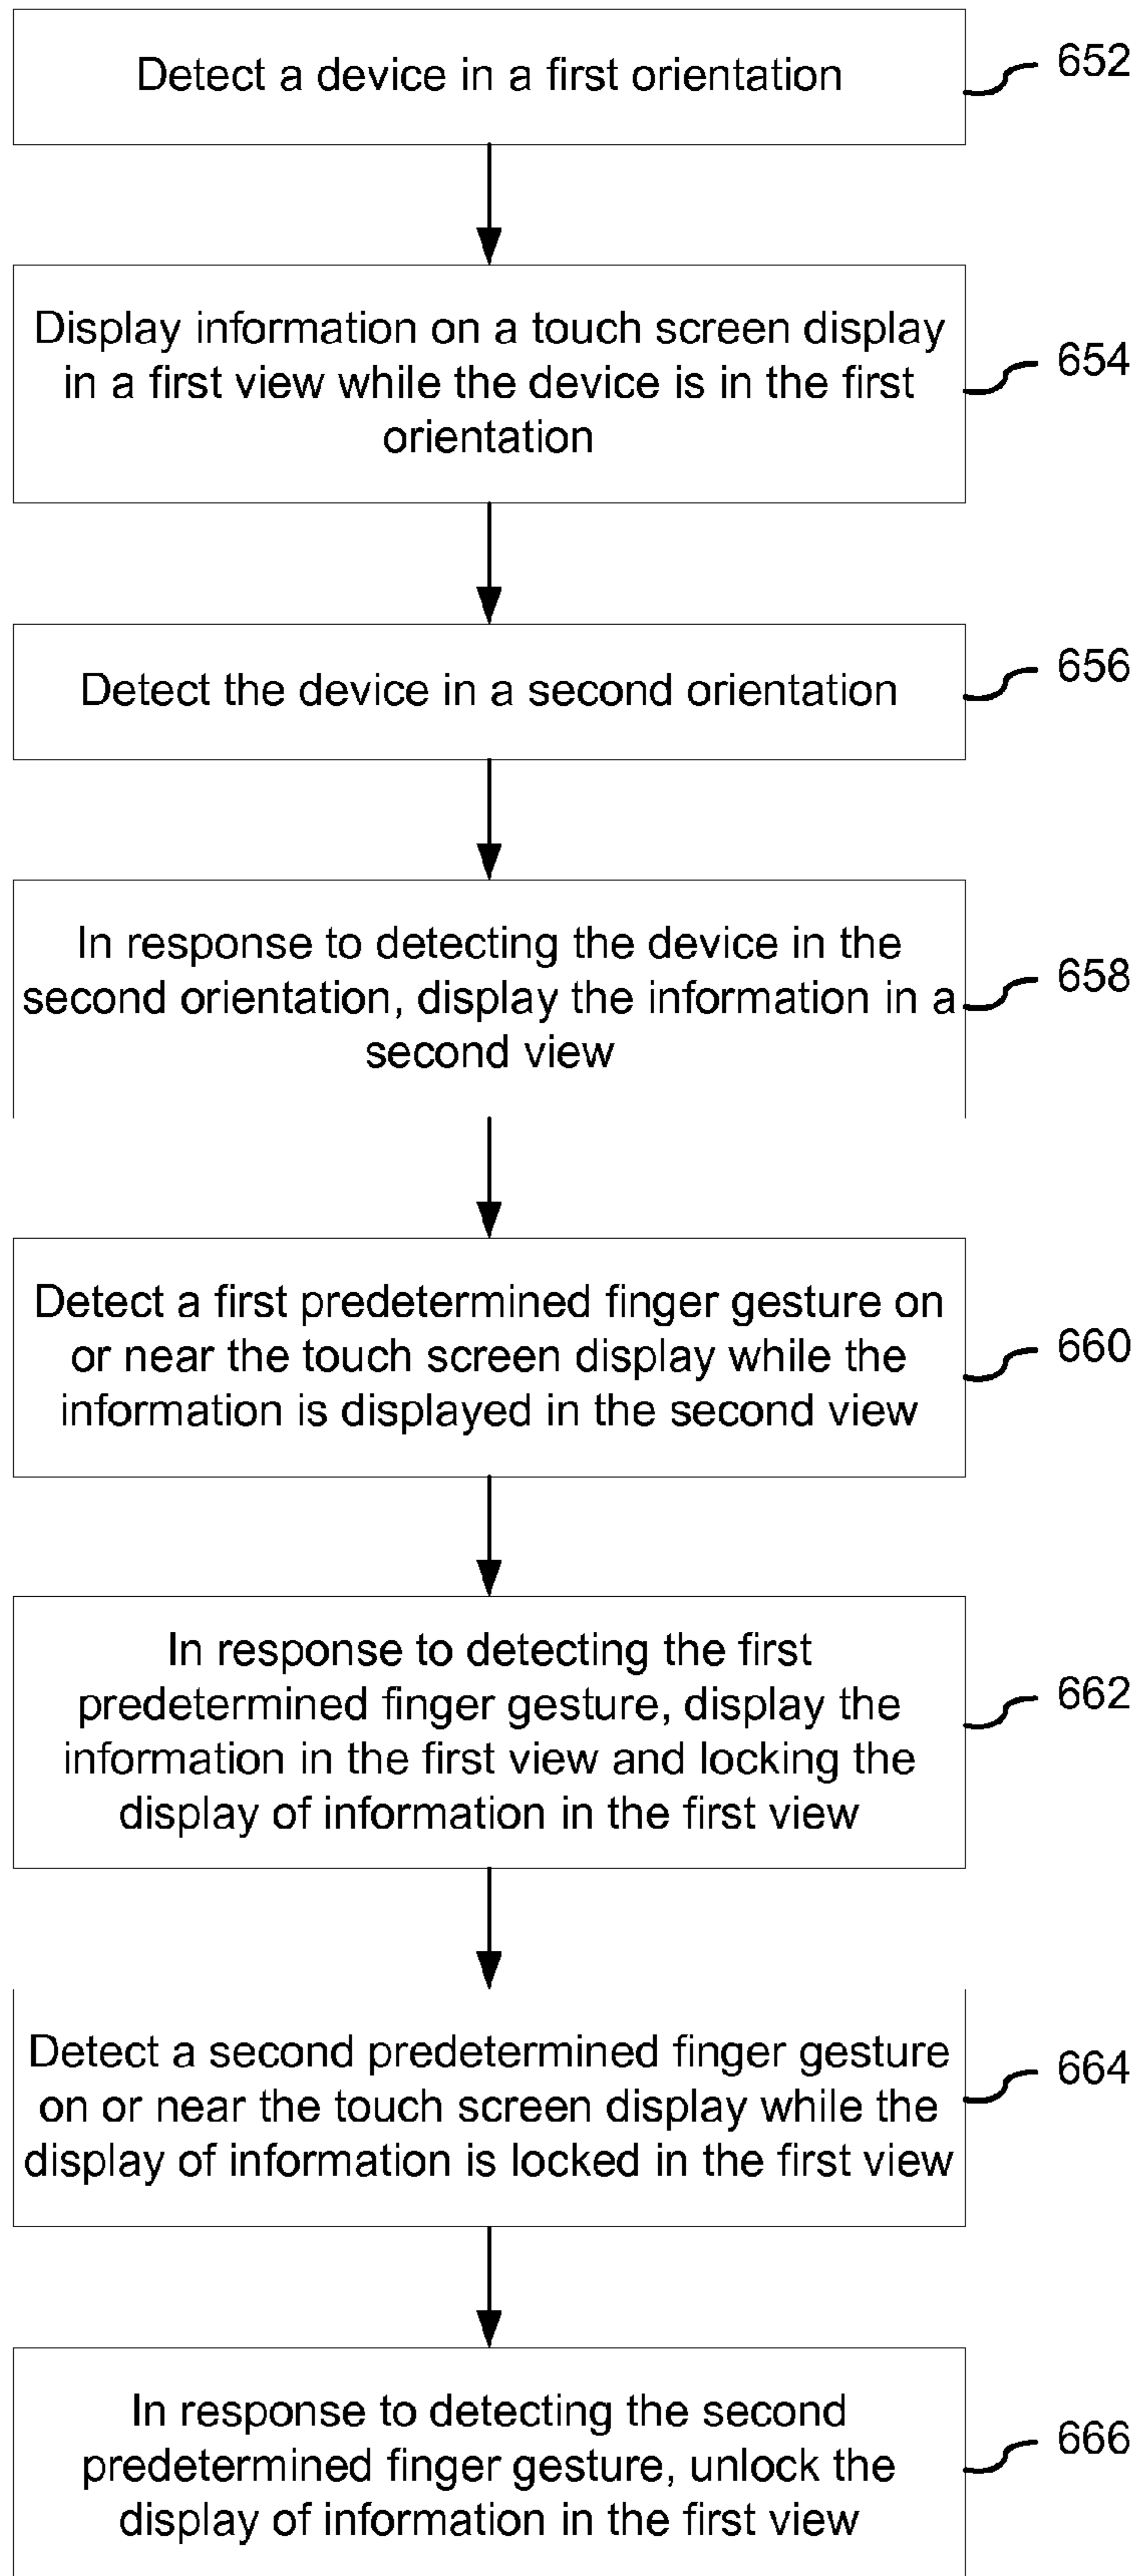 Detect a device in a first orientation
652
Display information on a touch screen display
in a first view while the device is in the first
orientation
654
Detect the device in a second orientation
656
In response to detecting the device in the
second orientation, display the information in a
second view
658
Detect a first predetermined finger gesture on
or near the touch screen display while the
information is displayed in the second view
660
In response to detecting the first
predetermined finger gesture, display the
information in the first view and locking the
display of information in the first view
662
Detect a second predetermined finger gesture
on or near the touch screen display while the
display of information is locked in the first view
664
In response to detecting the second
predetermined finger gesture, unlock the
display of information in the first view
666